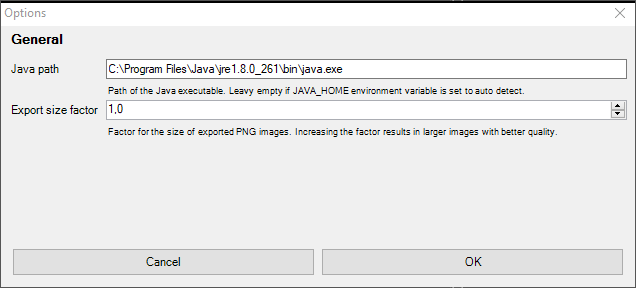 Options
General
Java path
C:\Program Files\Java\jre1.8.0_261\bin\java.exe
Path of the Java executable. Leavy empty if JAVA_HOME environment variable is set to auto detect.
Export size factor
1,0
Factor for the size of exported PNG images. Increasing the factor results in larger images with better quality.
Cancel
OK